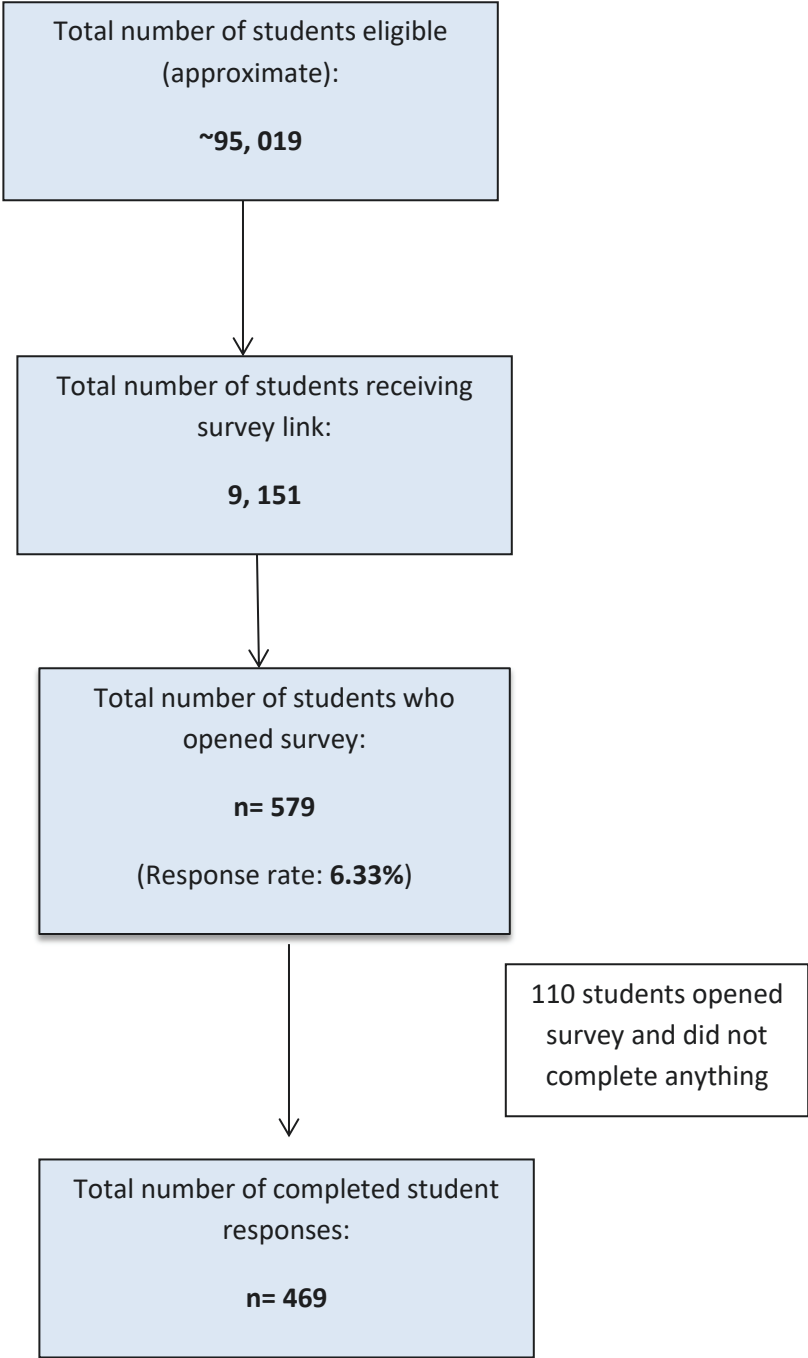 Total number of students eligible
(approximate):
~95, 019
Total number of students receiving
survey link:
9, 151
Total number of students who
opened survey:
n= 579
(Response rate: 6.33%)
110 students opened
survey and did not
complete anything
Total number of completed student
responses:
n= 469